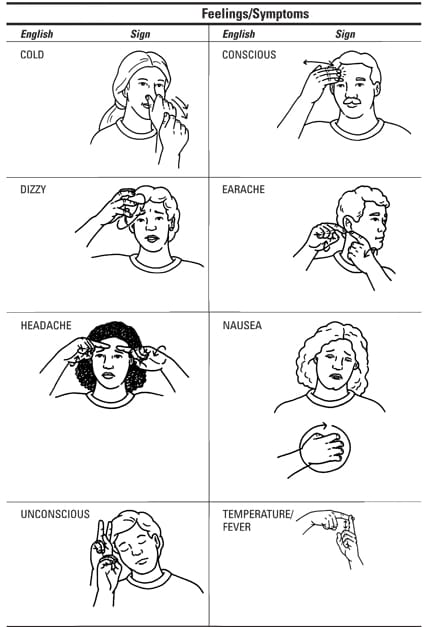 Feelings/Symptoms
English Sign English Sign
COLD CONSCIOUS
DIZZY EARACHE
HEADACHE NAUSEA
UNCONSCIOUS TEMPERATURE/
FEVER